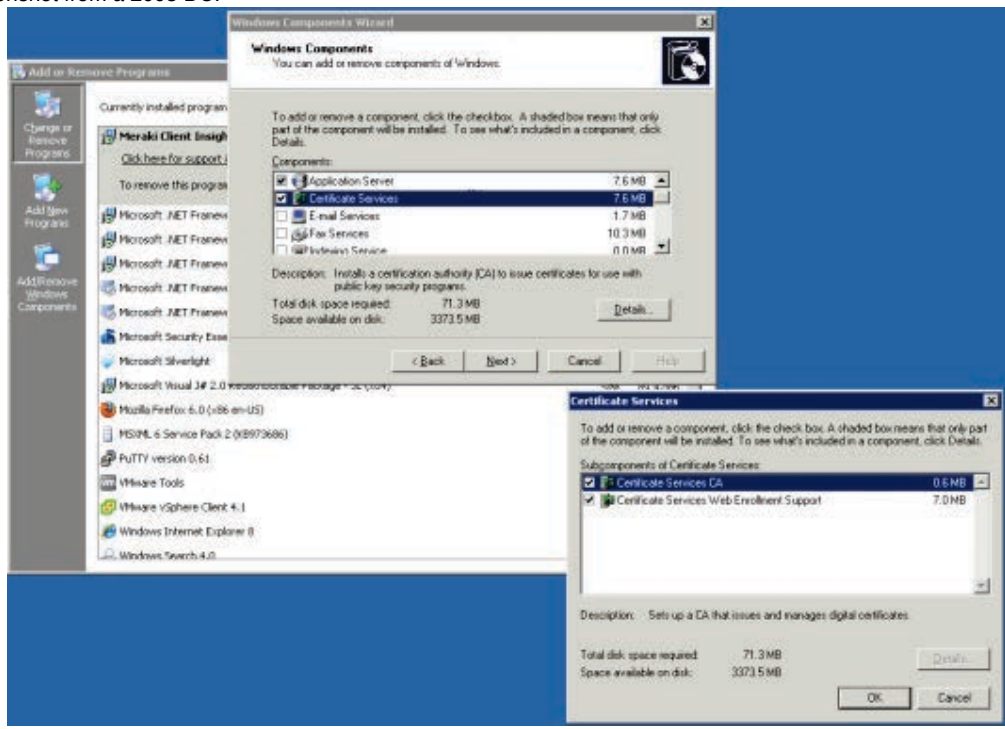 Windows Components Wizard
Windows Components
You can add or remove components of Windows.
To add or remove a component, click the checkbox. A shaded box means that only
part of the component will be installed. To see what's included in a component, click
Details.
Components:
Application Server 7.6 MB
Certificate Services 7.6 MB
E-mail Services 1.7 MB
Fax Services 10.3 MB
Indexing Service 0.0 MB
Description: Installs a certification authority (CA) to issue certificates for use with
public key security programs.
Total disk space required: 71.3 MB
Space available on disk: 3373.5 MB
Details...
< Back Next > Cancel Help
Add or Remove Programs
Change or
Remove
Programs
Add New
Programs
Add/Remove
Windows
Components
Currently installed program
Meraki Client Insigh
Click here for support i
To remove this program
Microsoft .NET Framew
Microsoft .NET Framew
Microsoft .NET Framew
Microsoft .NET Framew
Microsoft .NET Framew
Microsoft Security Esse
Microsoft Silverlight
Microsoft Visual J# 2.0 Redistributable Package - SE (x64)
Mozilla Firefox 6.0 (x86 en-US)
MSXML 6 Service Pack 2 (KB973686)
PuTTY version 0.61
VMware Tools
VMware vSphere Client 4.1
Windows Internet Explorer 8
Windows Search 4.0
Certificate Services
To add or remove a component, click the check box. A shaded box means that only part
of the component will be installed. To see what's included in a component, click Details.
Subcomponents of Certificate Services:
Certificate Services CA 0.6 MB
Certificate Services Web Enrollment Support 7.0 MB
Description: Sets up a CA that issues and manages digital certificates.
Total disk space required: 71.3 MB
Space available on disk: 3373.5 MB
Details...
OK Cancel